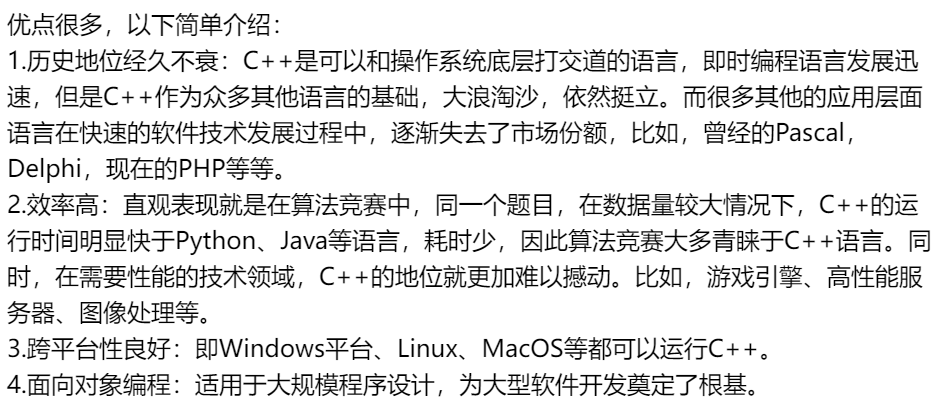 优点很多，以下简单介绍：
1.历史地位经久不衰：C++是可以和操作系统底层打交道的语言，即时编程语言发展迅
速，但是C++作为众多其他语言的基础，大浪淘沙，依然挺立。而很多其他的应用层面
语言在快速的软件技术发展过程中，逐渐失去了市场份额，比如，曾经的Pascal，
Delphi，现在的PHP等等。
2.效率高：直观表现就是在算法竞赛中，同一个题目，在数据量较大情况下，C++的运
行时间明显快于Python、Java等语言，耗时少，因此算法竞赛大多青睐于C++语言。同
时，在需要性能的技术领域，C++的地位就更加难以撼动。比如，游戏引擎、高性能服
务器、图像处理等。
3.跨平台性良好：即Windows平台、Linux、MacOS等都可以运行C++。
4.面向对象编程：适用于大规模程序设计，为大型软件开发奠定了根基。